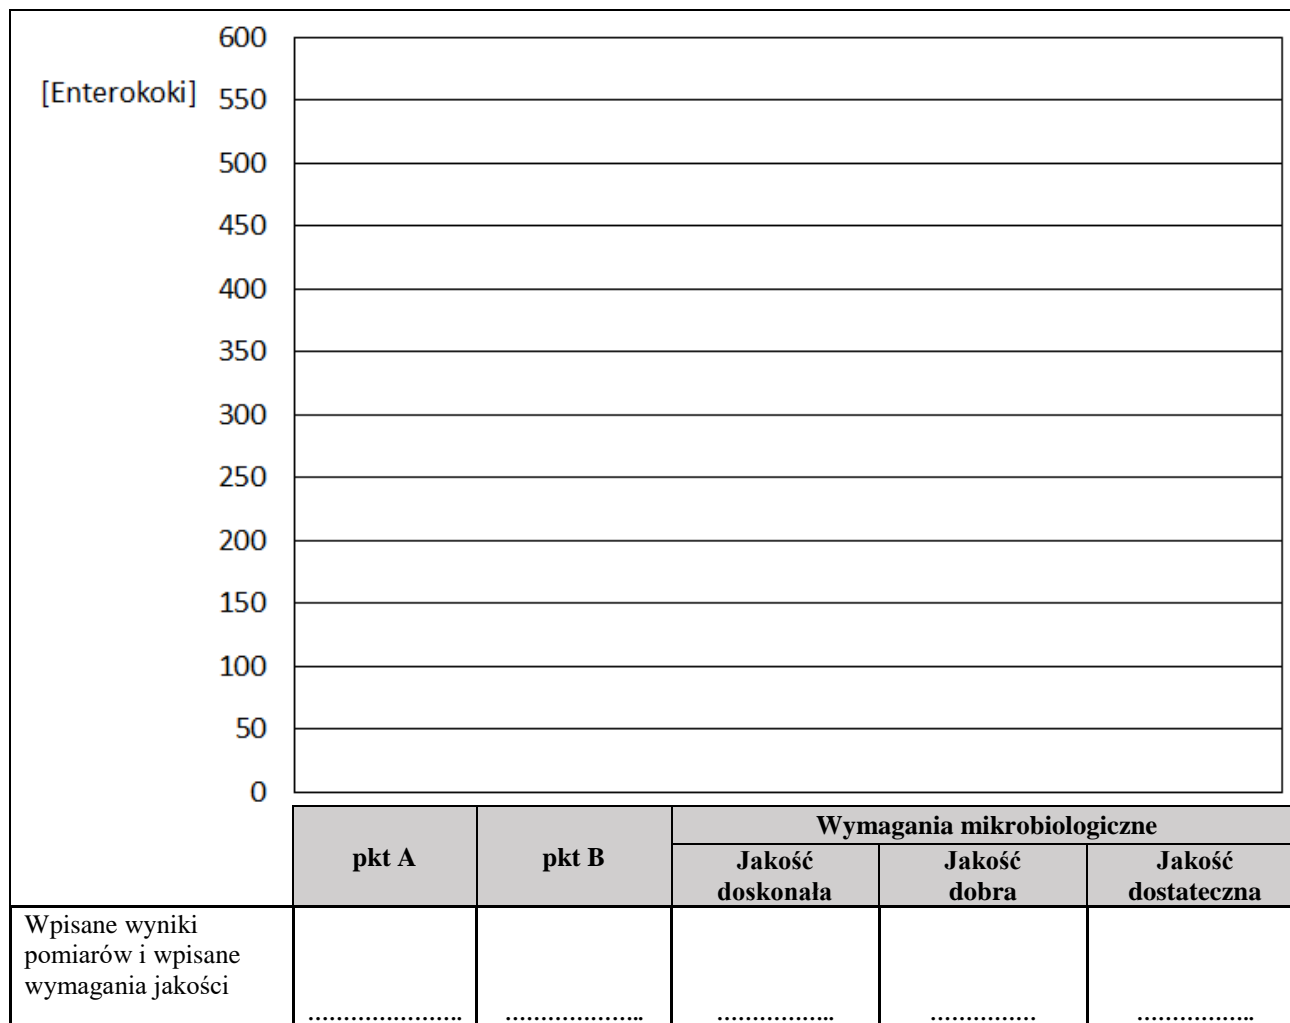 600
[Enterokoki] 550
500
450
400
350
300
250
200
150
100
50
0
pkt A pkt B Wymagania mikrobiologiczne
Jakość doskonała Jakość dobra Jakość dostateczna
Wpisane wyniki
pomiarów i wpisane
wymagania jakości
…………………. ……………….. …………….. …………… ……………..